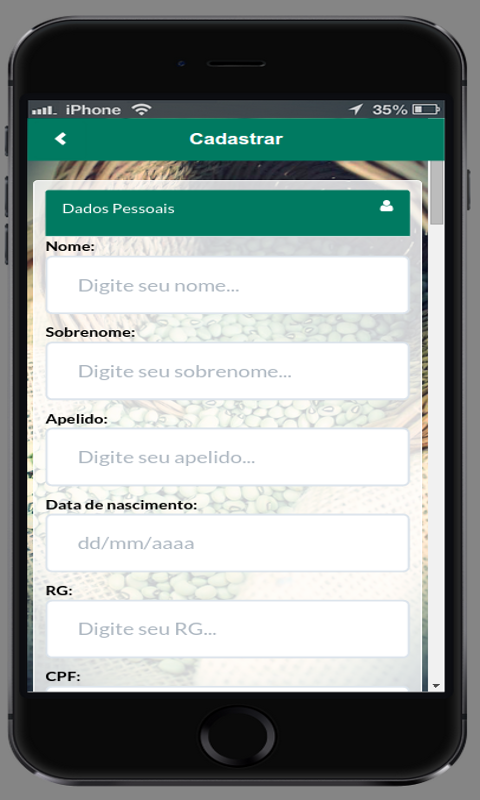 iPhone 35%
Cadastrar
Dados Pessoais
Nome:
Digite seu nome...
Sobrenome:
Digite seu sobrenome...
Apelido:
Digite seu apelido...
Data de nascimento:
dd/mm/aaaa
RG:
Digite seu RG...
CPF: